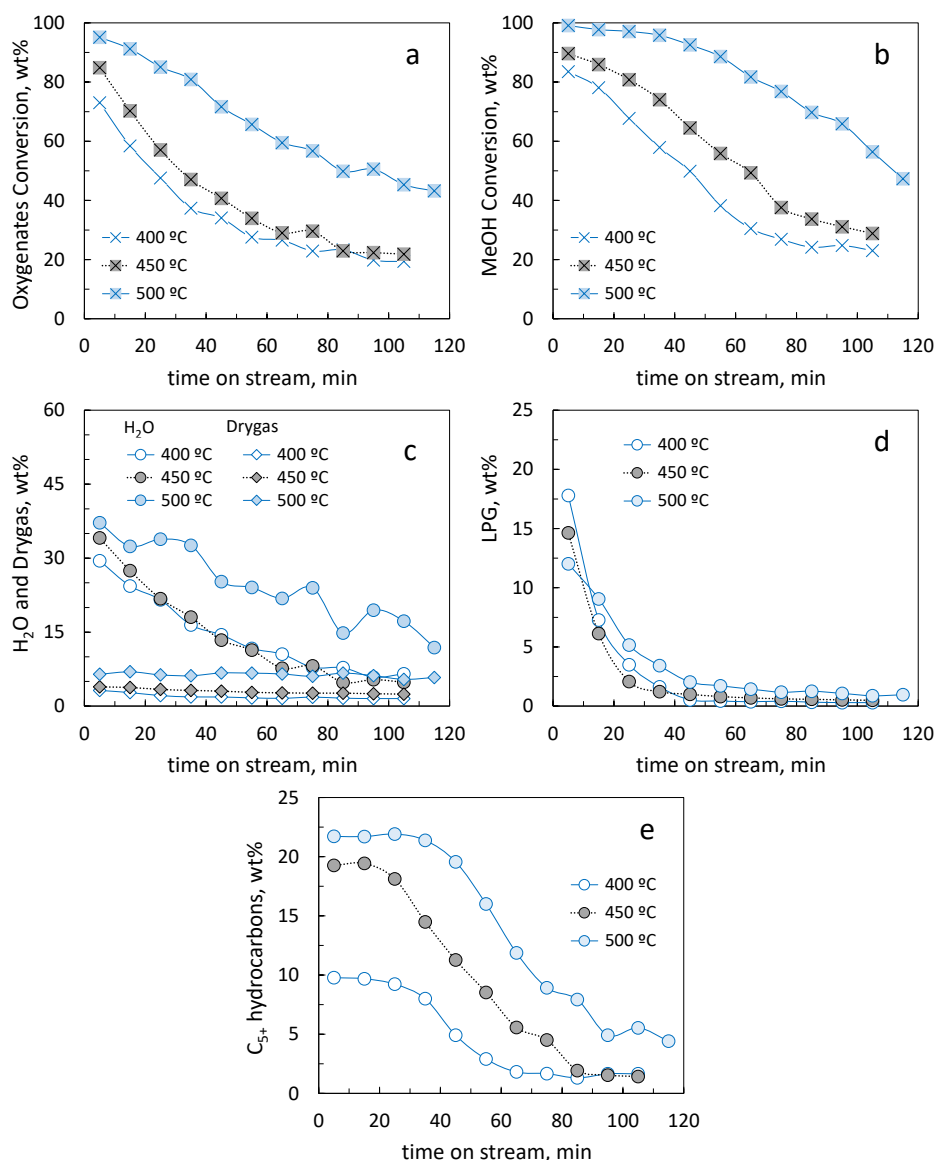 a
Oxygenates Conversion, wt%
100
80
60
40
20
0
400 ºC
450 ºC
500 ºC
0 20 40 60 80 100 120
time on stream, min
b
MeOH Conversion, wt%
100
80
60
40
20
0
400 ºC
450 ºC
500 ºC
0 20 40 60 80 100 120
time on stream, min
c
H₂O and Drygas, wt%
60
45
30
15
0
H₂O Drygas
400 ºC 400 ºC
450 ºC 450 ºC
500 ºC 500 ºC
0 20 40 60 80 100 120
time on stream, min
d
LPG, wt%
25
20
15
10
5
0
400 ºC
450 ºC
500 ºC
0 20 40 60 80 100 120
time on stream, min
e
C₅₊ hydrocarbons, wt%
25
20
15
10
5
0
400 ºC
450 ºC
500 ºC
0 20 40 60 80 100 120
time on stream, min